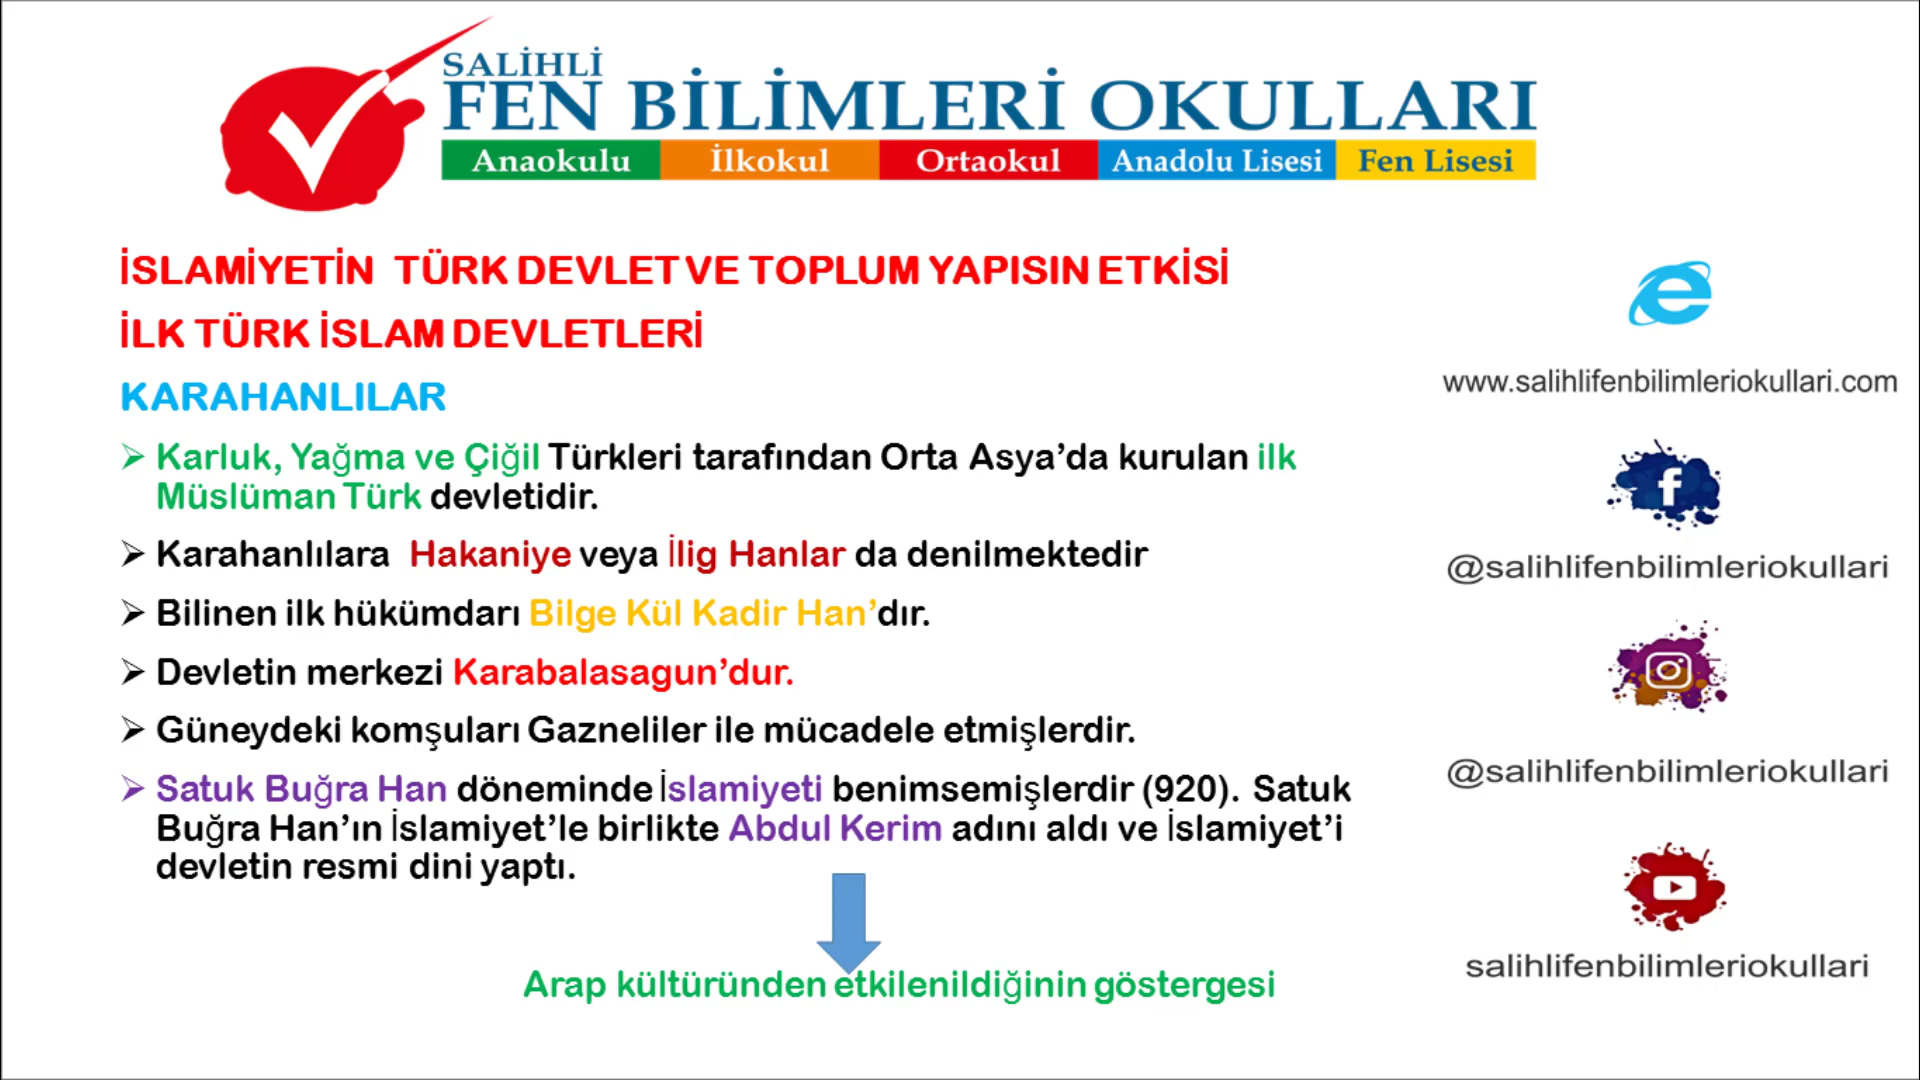 SALİHLİ
FEN BİLİMLERİ OKULLARI
Anaokulu İlkokul Ortaokul Anadolu Lisesi Fen Lisesi
İSLAMİYETİN TÜRK DEVLET VE TOPLUM YAPISIN ETKİSİ
İLK TÜRK İSLAM DEVLETLERİ
KARAHANLILAR
➢ Karluk, Yağma ve Çiğil Türkleri tarafından Orta Asya’da kurulan ilk
Müslüman Türk devletidir.
➢ Karahanlılara Hakaniye veya İlig Hanlar da denilmektedir
➢ Bilinen ilk hükümdarı Bilge Kül Kadir Han’dır.
➢ Devletin merkezi Karabalasagun’dur.
➢ Güneydeki komşuları Gazneliler ile mücadele etmişlerdir.
➢ Satuk Buğra Han döneminde İslamiyeti benimsemişlerdir (920). Satuk
Buğra Han’ın İslamiyet’le birlikte Abdul Kerim adını aldı ve İslamiyet’i
devletin resmi dini yaptı.
Arap kültüründen etkilenildiğinin göstergesi
www.salihlifenbilimleriokullari.com
@salihlifenbilimleriokullari
@salihlifenbilimleriokullari
salihlifenbilimleriokullari